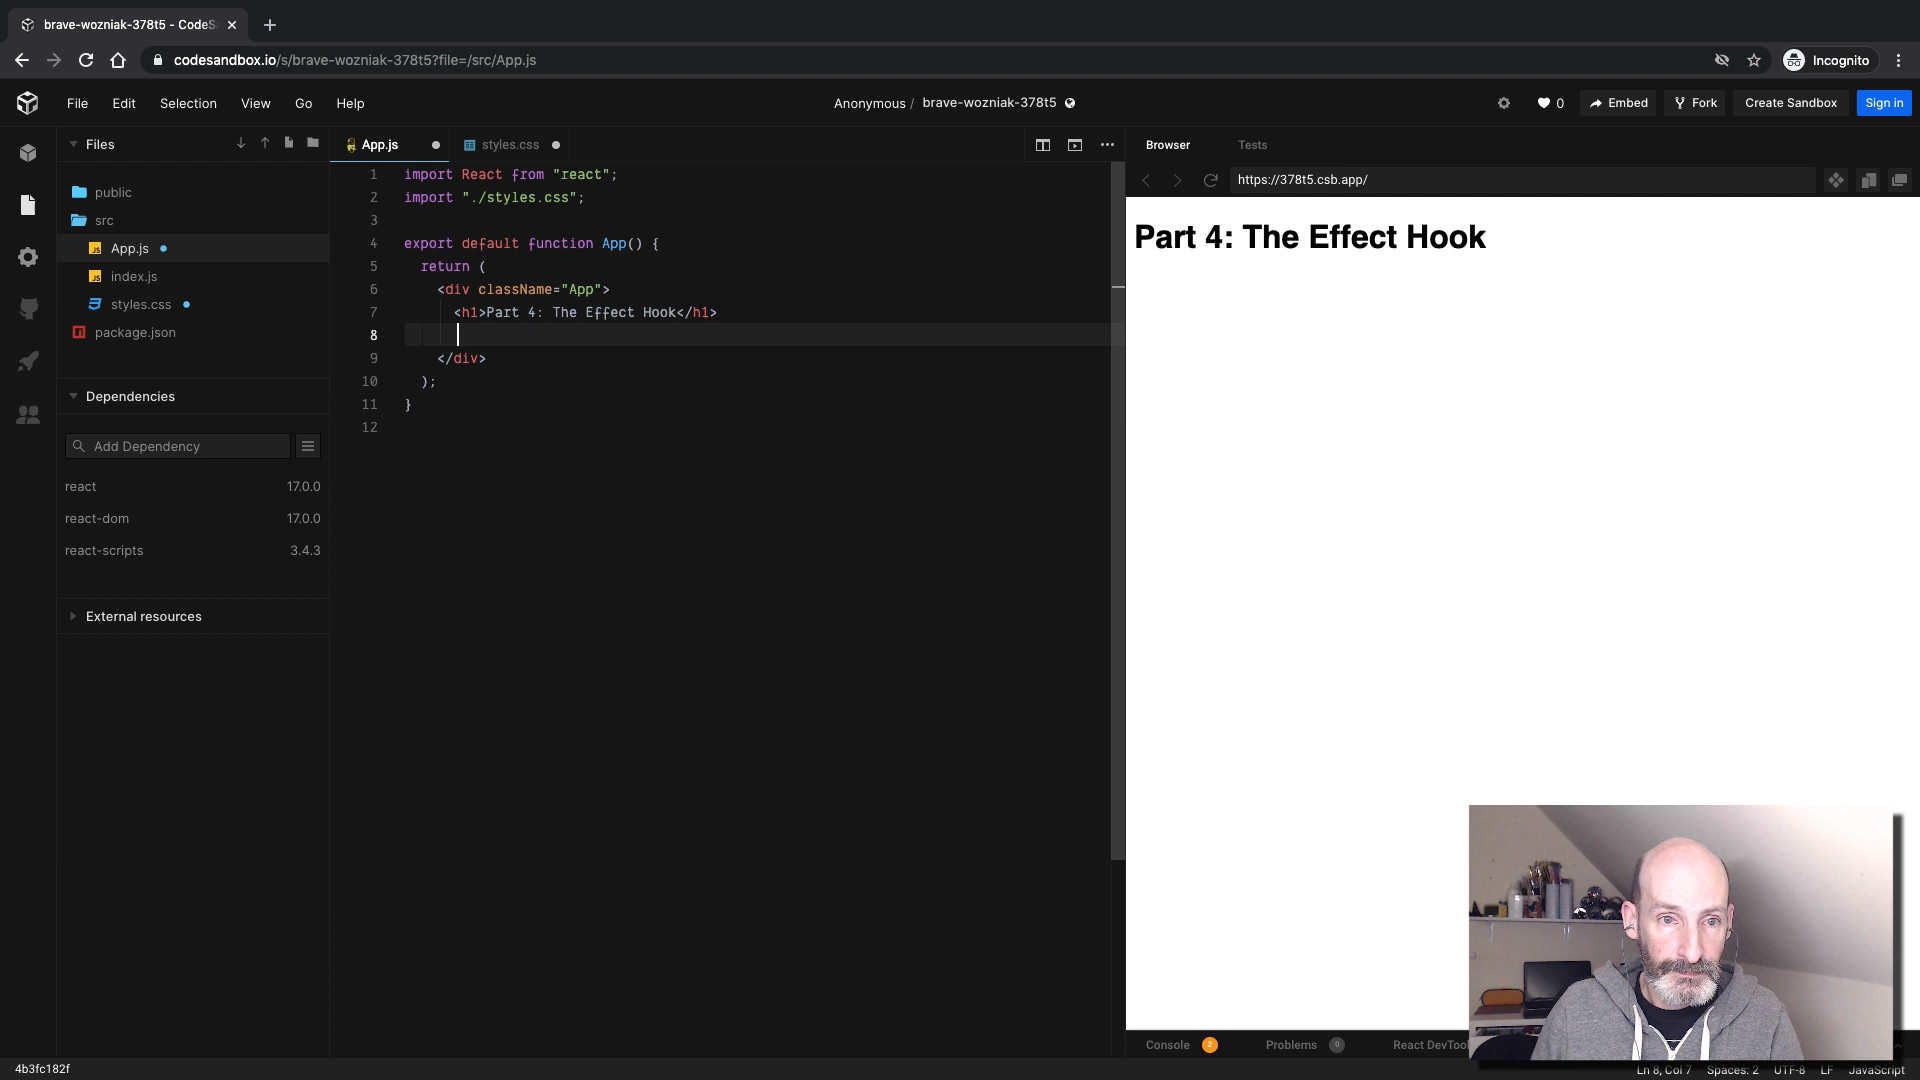 brave-wozniak-378t5 - CodeS
codesandbox.io/s/brave-wozniak-378t5?file=/src/App.js
Incognito
File Edit Selection View Go Help
Anonymous / brave-wozniak-378t5
0 Embed Fork Create Sandbox Sign in
Files
public
src
App.js
index.js
styles.css
package.json
Dependencies
Add Dependency
react 17.0.0
react-dom 17.0.0
react-scripts 3.4.3
External resources
App.js styles.css
1 import React from "react";
2 import "./styles.css";
3
4 export default function App() {
5 return (
6 <div className="App">
7 <h1>Part 4: The Effect Hook</h1>
8
9 </div>
10 );
11 }
12
Browser Tests
https://378t5.csb.app/
Part 4: The Effect Hook
Console 2 Problems 0 React DevTool
4b3fc182f
Ln 8, Col 7 Spaces: 2 UTF-8 LF JavaScript